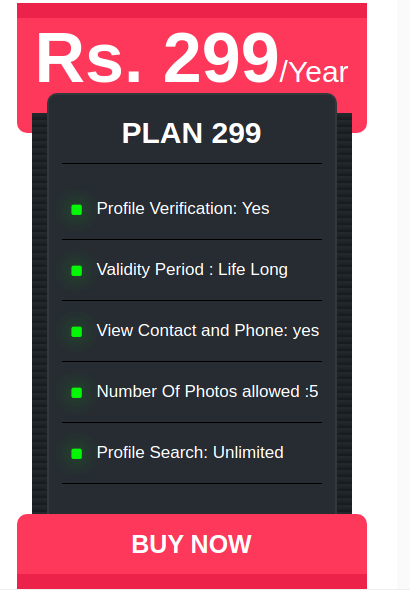 Rs. 299/Year
PLAN 299
Profile Verification: Yes
Validity Period : Life Long
View Contact and Phone: yes
Number Of Photos allowed :5
Profile Search: Unlimited
BUY NOW